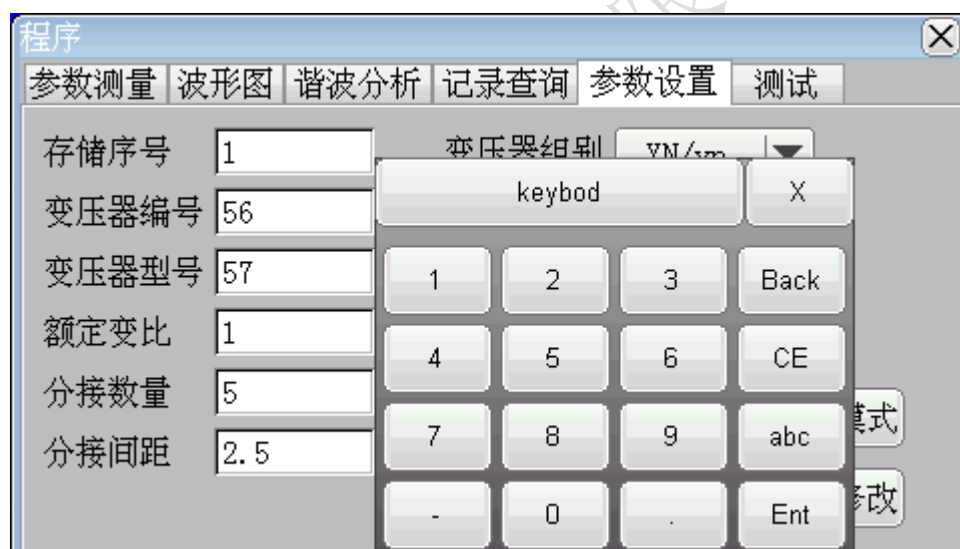 程序
参数测量 波形图 谐波分析 记录查询 参数设置 测试
存储序号 1 变压器组别
变压器编号 56
变压器型号 57
额定变比 1
分接数量 5
分接间距 2.5
keybod X
1 2 3 Back
4 5 6 CE
7 8 9 abc
- 0 . Ent
模式
修改